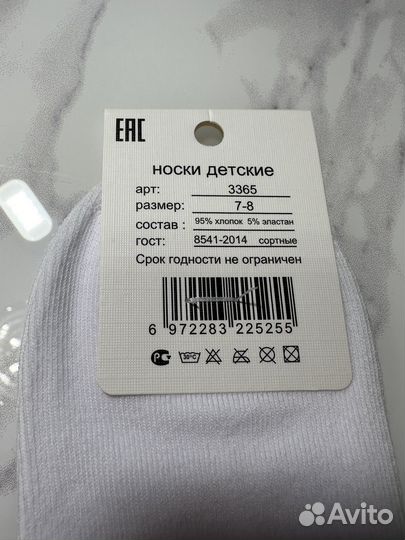 EAC
носки детские
арт: 3365
размер: 7-8
состав : 95% хлопок 5% эластан
гост: 8541-2014 сортные
Срок годности не ограничен
6 972283 225255
30°C
Avito